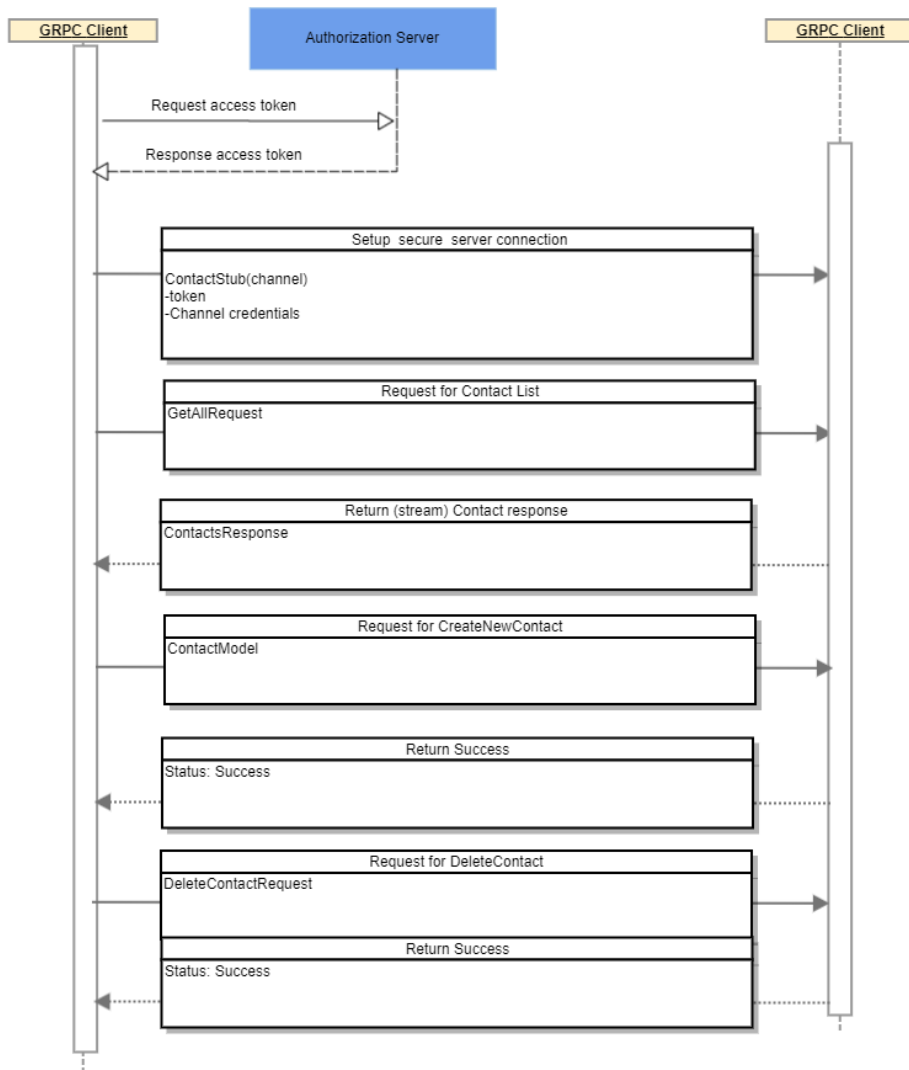 GRPC Client
Authorization Server
GRPC Client
Request access token
Response access token
Setup secure server connection
ContactStub(channel)
-token
-Channel credentials
Request for Contact List
GetAllRequest
Return (stream) Contact response
ContactsResponse
Request for CreateNewContact
ContactModel
Return Success
Status: Success
Request for DeleteContact
DeleteContactRequest
Return Success
Status: Success